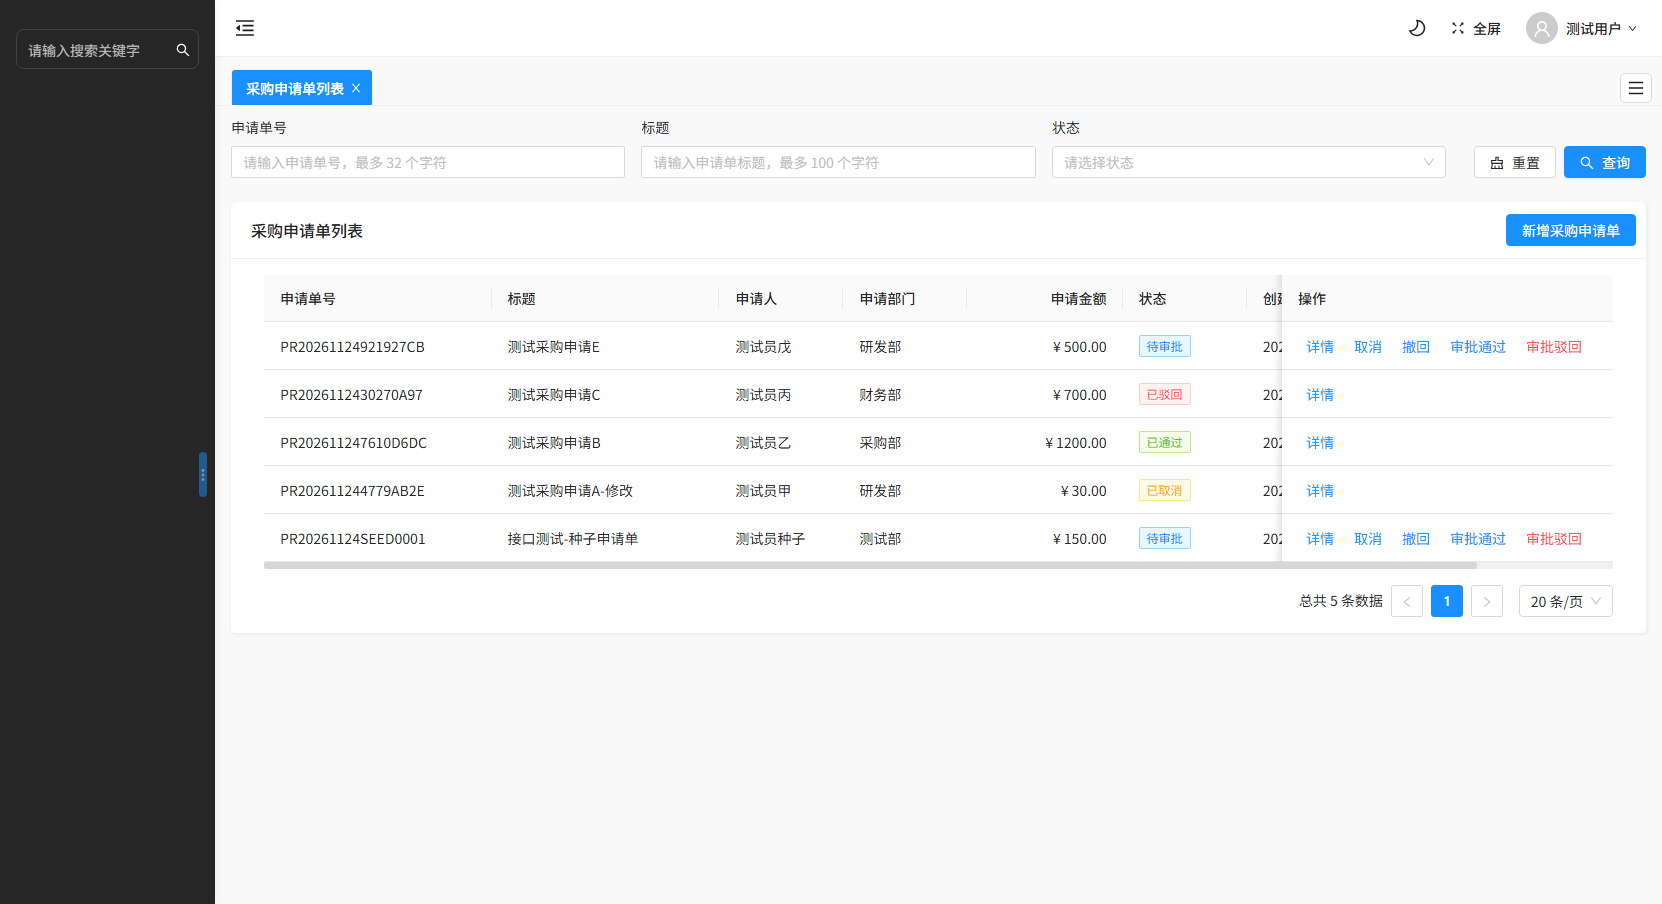 请输入搜索关键字
全屏
测试用户
采购申请单列表
申请单号
标题
状态
请输入申请单号，最多 32 个字符
请输入申请单标题，最多 100 个字符
请选择状态
重置
查询
采购申请单列表
新增采购申请单
申请单号 标题 申请人 申请部门 申请金额 状态 创建 操作
PR20261124921927CB 测试采购申请E 测试员戊 研发部 ¥ 500.00 待审批 202 详情 取消 撤回 审批通过 审批驳回
PR2026112430270A97 测试采购申请C 测试员丙 财务部 ¥ 700.00 已驳回 202 详情
PR202611247610D6DC 测试采购申请B 测试员乙 采购部 ¥ 1200.00 已通过 202 详情
PR202611244779AB2E 测试采购申请A-修改 测试员甲 研发部 ¥ 30.00 已取消 202 详情
PR20261124SEED0001 接口测试-种子申请单 测试员种子 测试部 ¥ 150.00 待审批 202 详情 取消 撤回 审批通过 审批驳回
总共 5 条数据 < 1 > 20 条/页